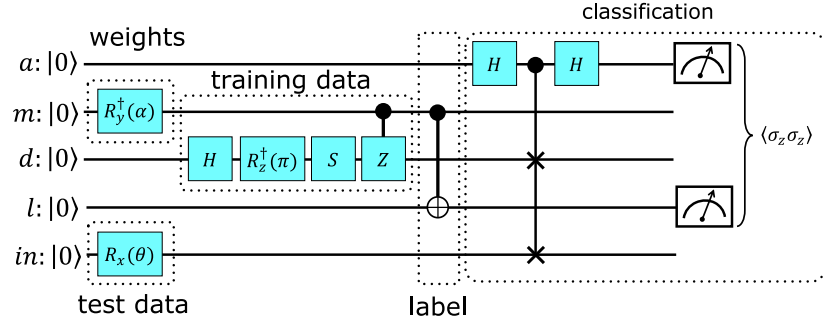 classification
weights
a: |0⟩ H H
training data
m: |0⟩ R_y^†(α)
⟨σ_z σ_z⟩
d: |0⟩ H R_z^†(π) S Z
l: |0⟩
in: |0⟩ R_x(θ)
test data label